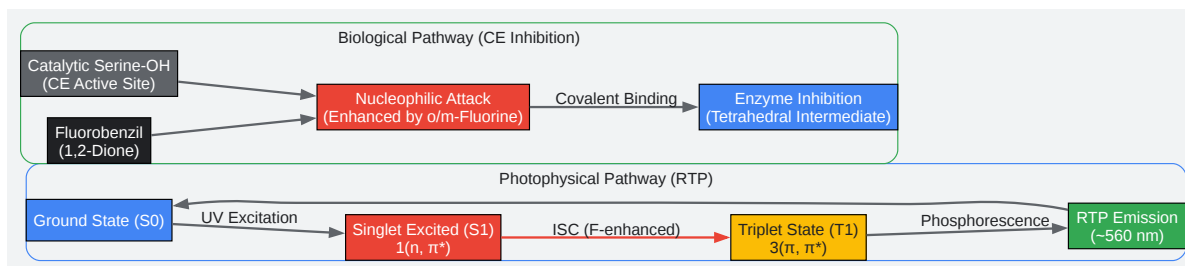 Biological Pathway (CE Inhibition)
Catalytic Serine-OH
(CE Active Site)
Fluorobenzil
(1,2-Dione)
Nucleophilic Attack
(Enhanced by o/m-Fluorine)
Covalent Binding
Enzyme Inhibition
(Tetrahedral Intermediate)
Photophysical Pathway (RTP)
Ground State (S0)
UV Excitation
Singlet Excited (S1)
1(n, π*)
ISC (F-enhanced)
Triplet State (T1)
3(π, π*)
Phosphorescence
RTP Emission
(~560 nm)